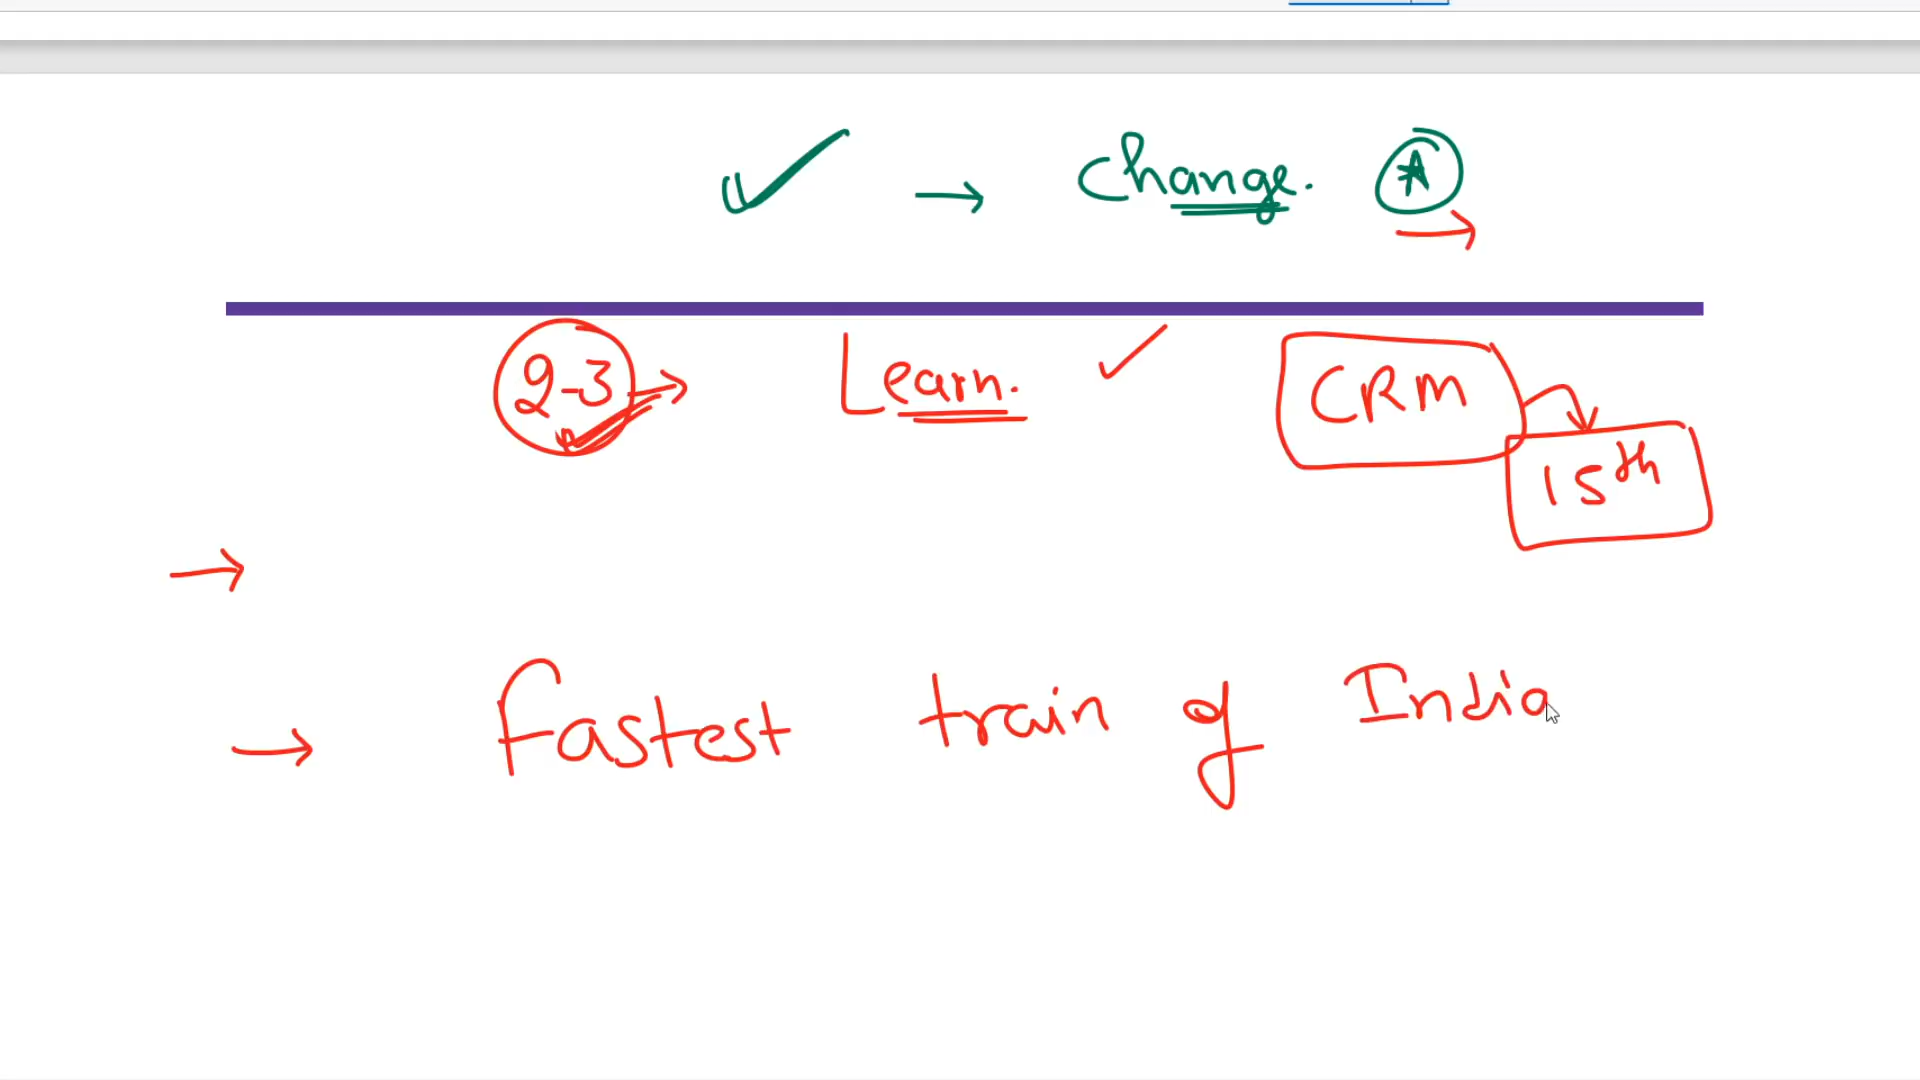 → Change.
2-3 → Learn. CRM
15th
→
→ Fastest train of India